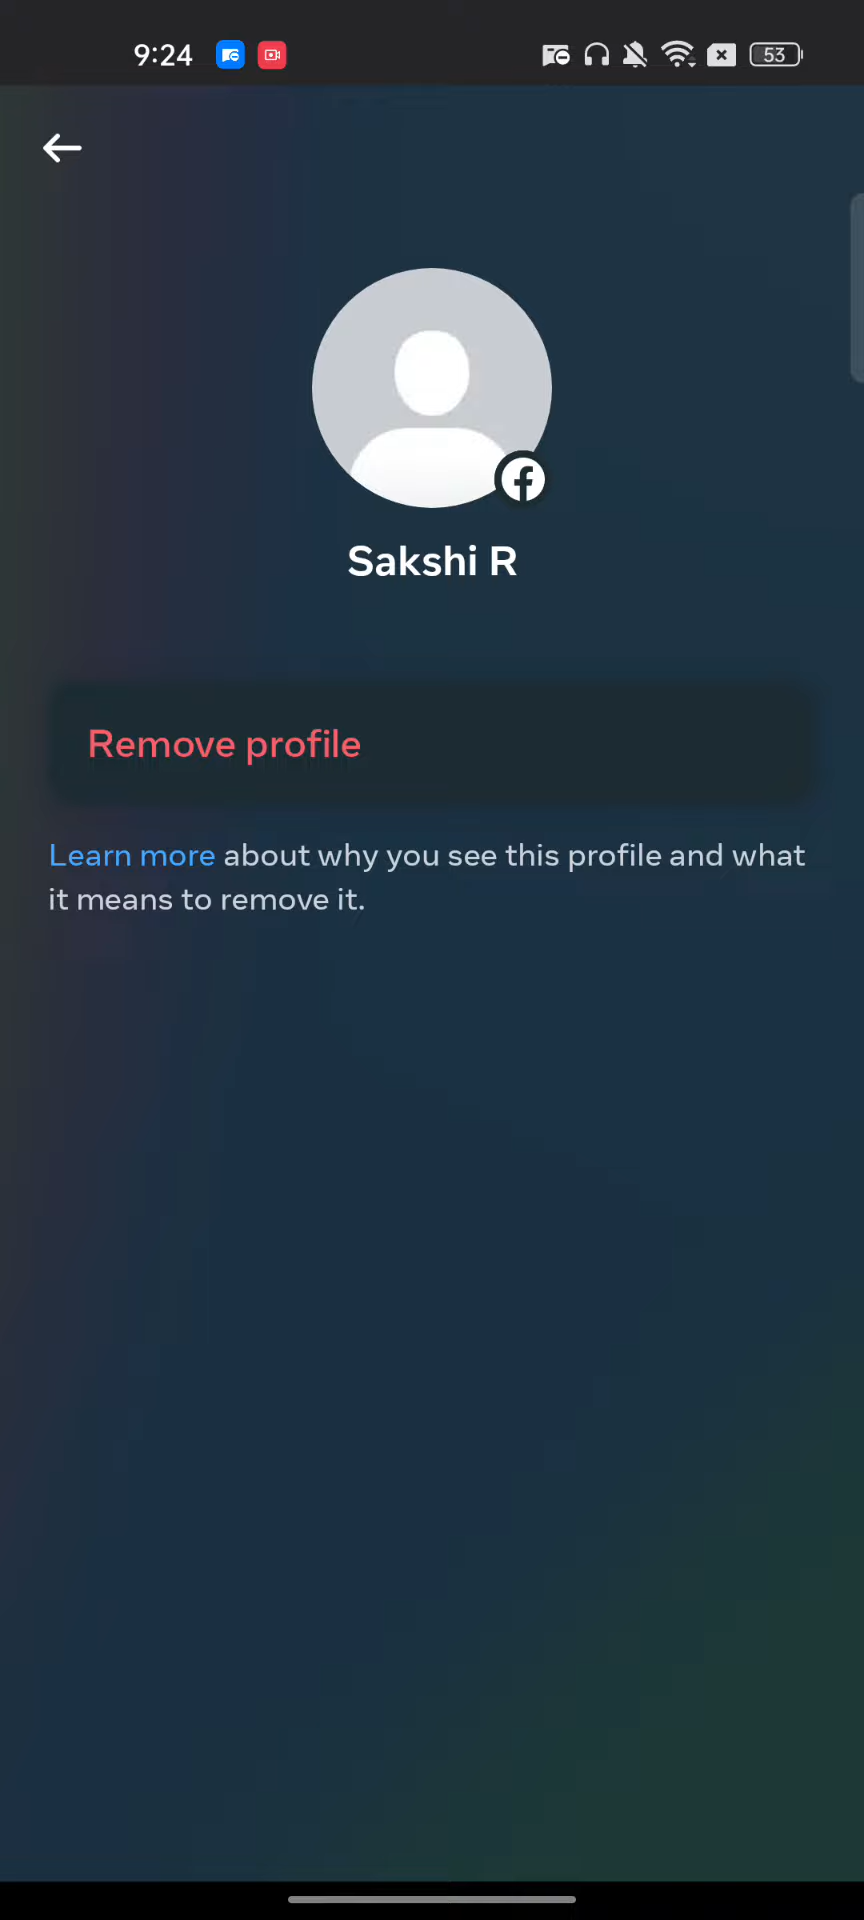 9:24
53
Sakshi R
Remove profile
Learn more about why you see this profile and what
it means to remove it.